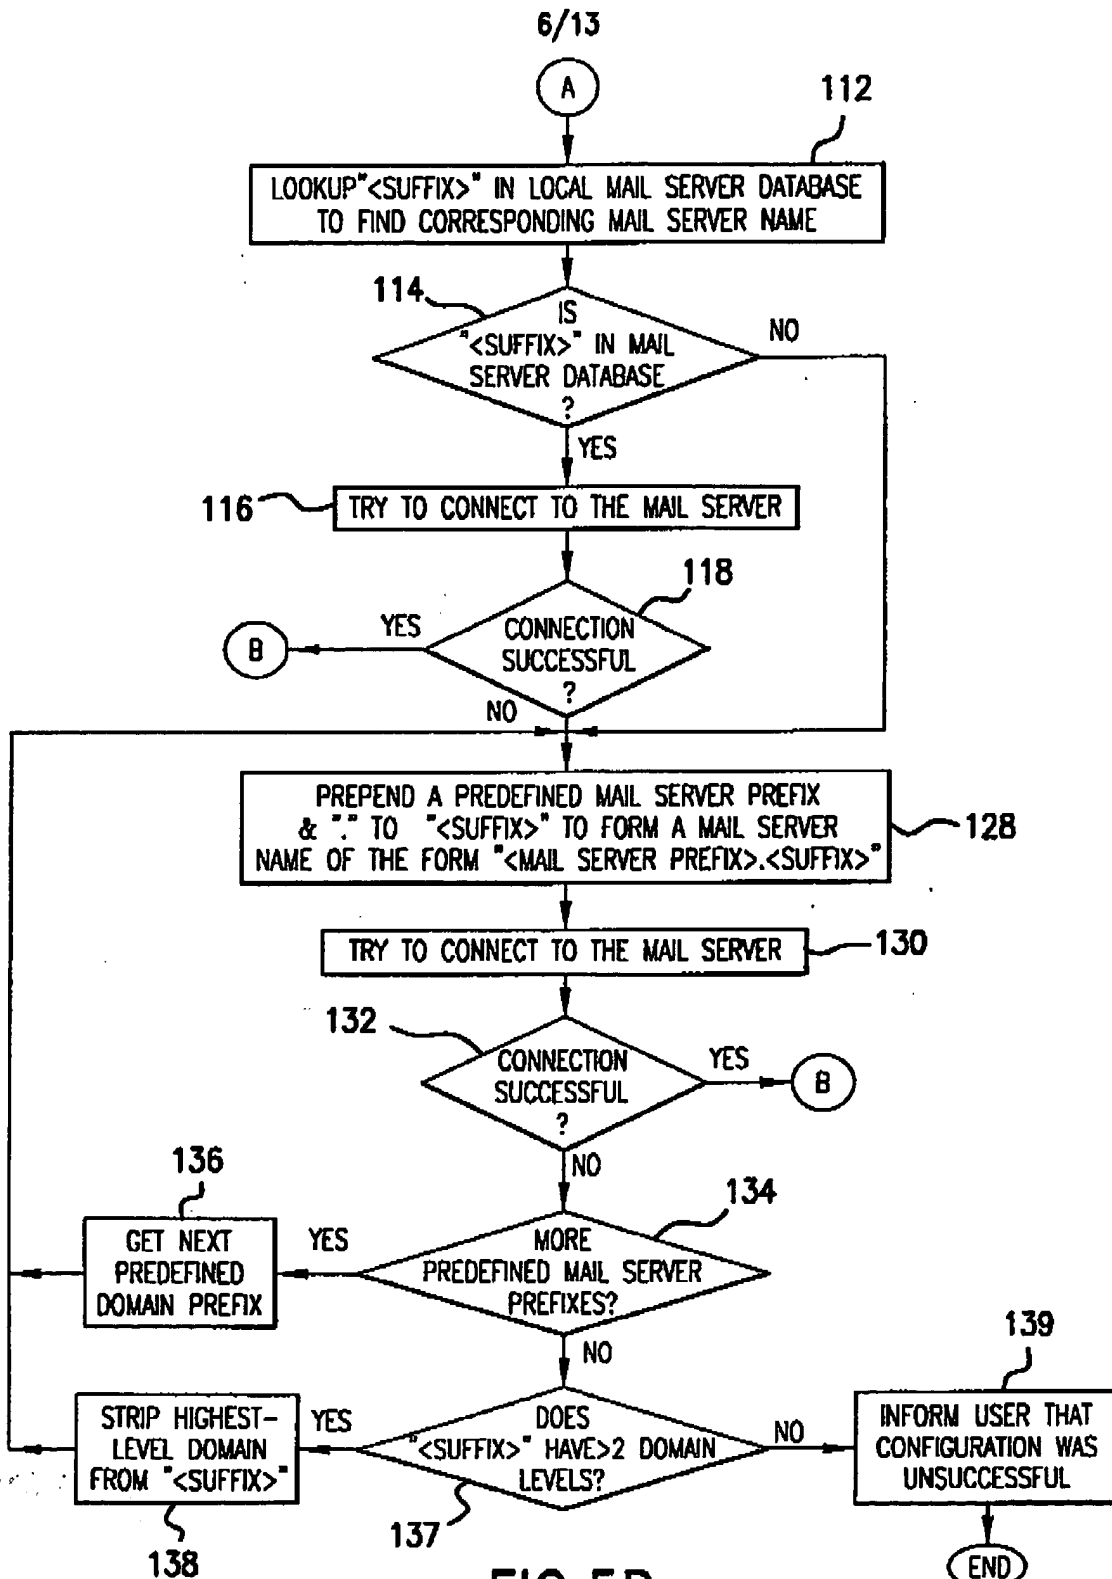 6/13
A
112
LOOKUP"<SUFFIX>" IN LOCAL MAIL SERVER DATABASE
TO FIND CORRESPONDING MAIL SERVER NAME
114
IS
"<SUFFIX>" IN MAIL
SERVER DATABASE
?
NO
YES
116
TRY TO CONNECT TO THE MAIL SERVER
118
CONNECTION
SUCCESSFUL
?
YES
B
NO
PREPEND A PREDEFINED MAIL SERVER PREFIX
& "." TO "<SUFFIX>" TO FORM A MAIL SERVER
NAME OF THE FORM "<MAIL SERVER PREFIX>.<SUFFIX>"
128
TRY TO CONNECT TO THE MAIL SERVER
130
132
CONNECTION
SUCCESSFUL
?
YES
B
NO
136
134
GET NEXT
PREDEFINED
DOMAIN PREFIX
YES
MORE
PREDEFINED MAIL SERVER
PREFIXES?
NO
139
STRIP HIGHEST-
LEVEL DOMAIN
FROM "<SUFFIX>"
YES
DOES
"<SUFFIX>" HAVE>2 DOMAIN
LEVELS?
NO
INFORM USER THAT
CONFIGURATION WAS
UNSUCCESSFUL
138
137
END